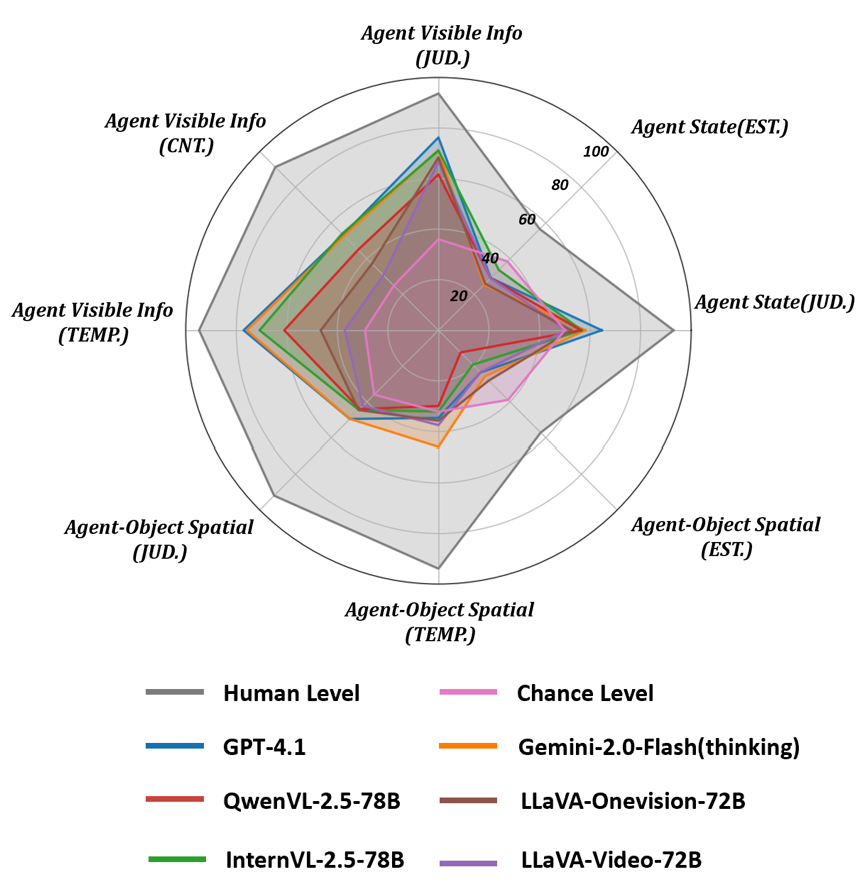 Agent Visible Info
(JUD.)
Agent Visible Info
(CNT.)
Agent State(EST.)
100
80
60
40
20
Agent Visible Info
(TEMP.)
Agent State(JUD.)
Agent-Object Spatial
(JUD.)
Agent-Object Spatial
(EST.)
Agent-Object Spatial
(TEMP.)
Human Level
Chance Level
GPT-4.1
Gemini-2.0-Flash(thinking)
QwenVL-2.5-78B
LLaVA-Onevision-72B
InternVL-2.5-78B
LLaVA-Video-72B